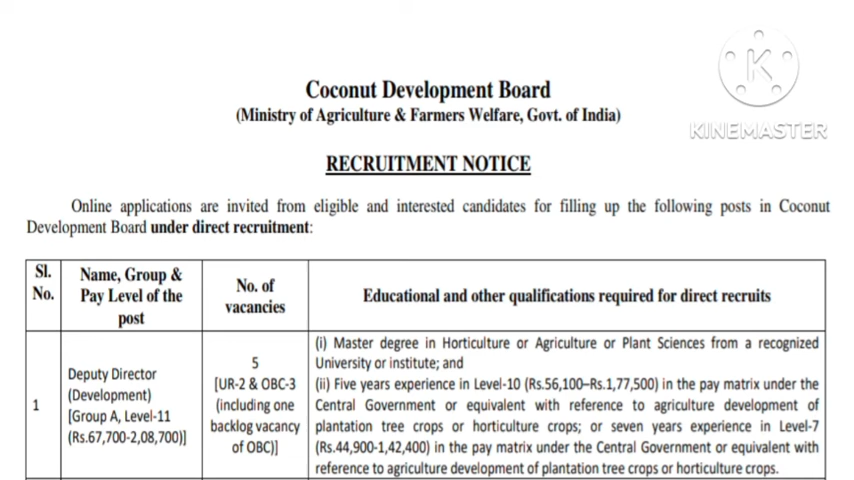 Coconut Development Board
(Ministry of Agriculture & Farmers Welfare, Govt. of India)
KINEMASTER
RECRUITMENT NOTICE
Online applications are invited from eligible and interested candidates for filling up the following posts in Coconut
Development Board under direct recruitment:
Sl.
No.
Name, Group &
Pay Level of the
post
No. of
vacancies
Educational and other qualifications required for direct recruits
1
Deputy Director
(Development)
[Group A, Level-11
(Rs.67,700-2,08,700)]
5
[UR-2 & OBC-3
(including one
backlog vacancy
of OBC)]
(i) Master degree in Horticulture or Agriculture or Plant Sciences from a recognized
University or institute; and
(ii) Five years experience in Level-10 (Rs.56,100–Rs.1,77,500) in the pay matrix under the
Central Government or equivalent with reference to agriculture development of
plantation tree crops or horticulture crops; or seven years experience in Level-7
(Rs.44,900-1,42,400) in the pay matrix under the Central Government or equivalent with
reference to agriculture development of plantation tree crops or horticulture crops.